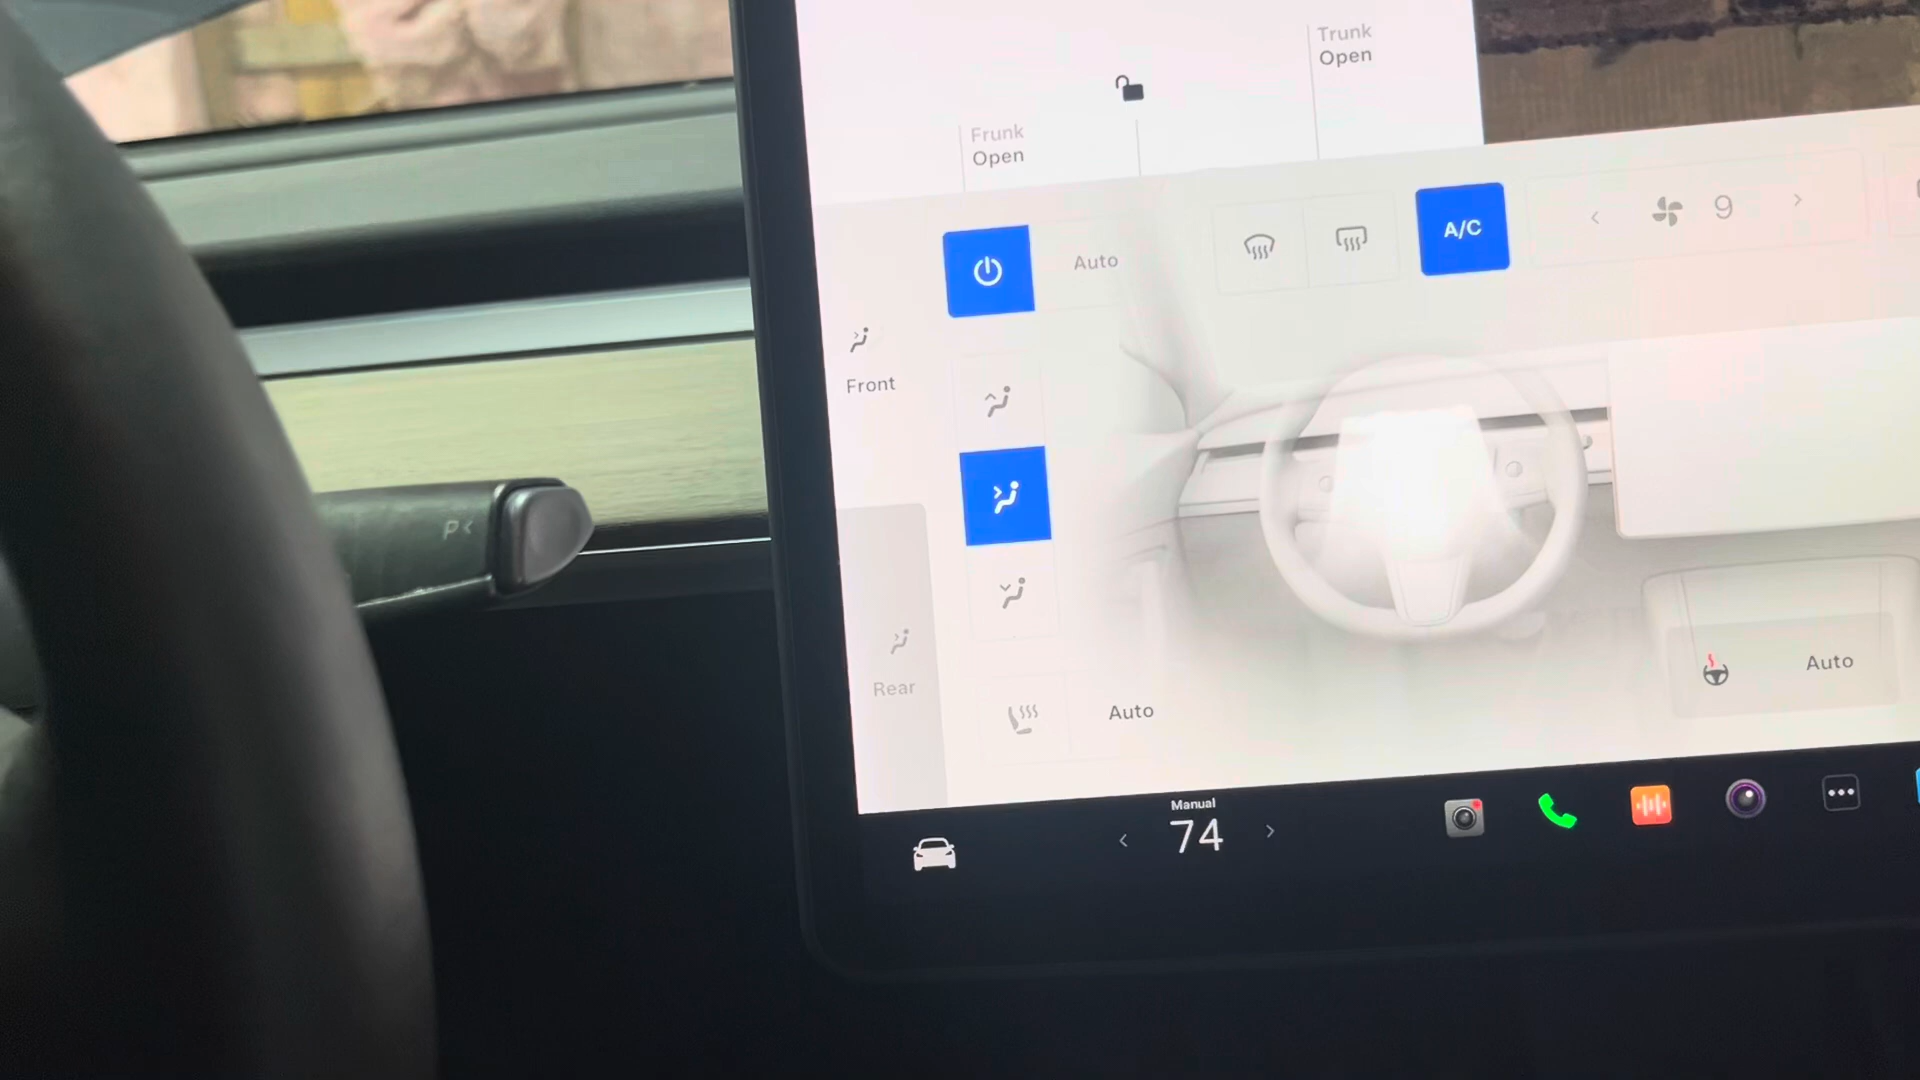 Trunk
Open
Frunk
Open
Auto
A/C
9
Front
Rear
Auto
Auto
Manual
74
P<